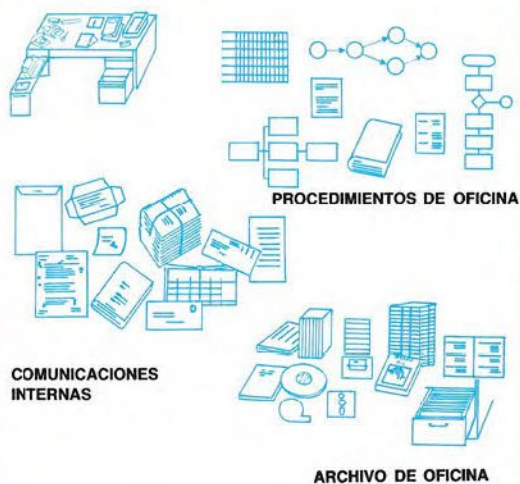 PROCEDIMIENTOS DE OFICINA
COMUNICACIONES
INTERNAS
ARCHIVO DE OFICINA